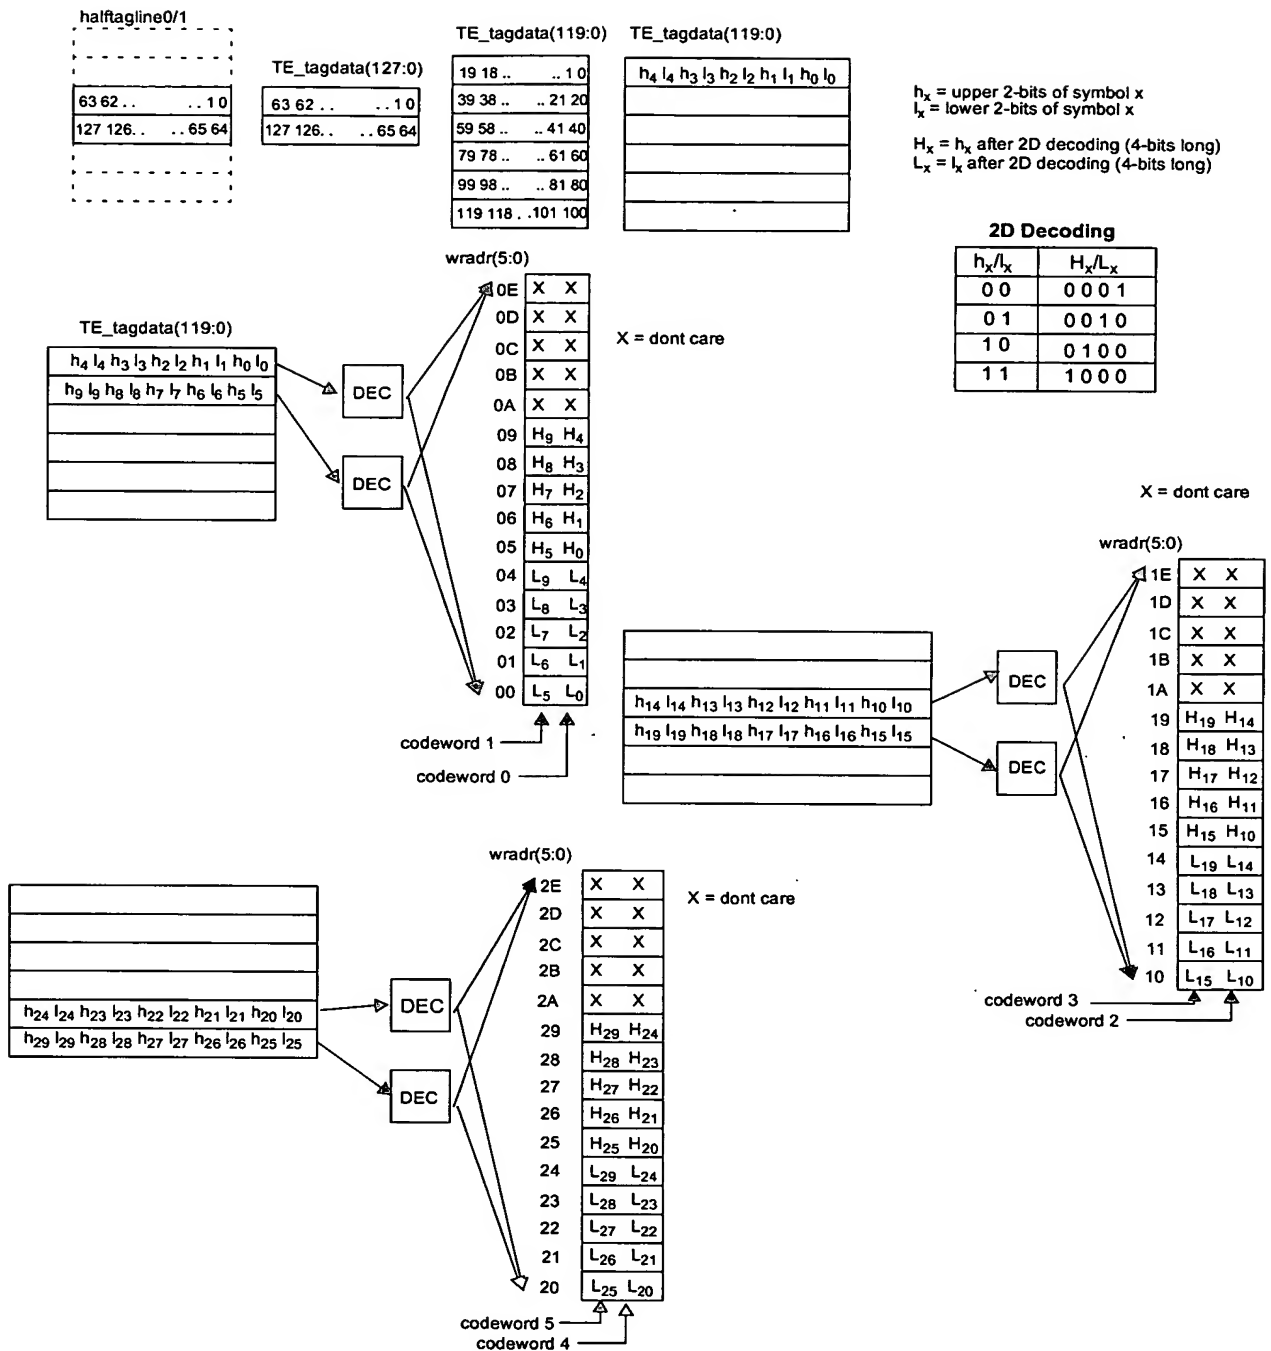 halftagline0/1
63 62 . . . . 1 0
127 126. . . . 65 64
TE_tagdata(127:0)
63 62 . . . . 1 0
127 126. . . . 65 64
TE_tagdata(119:0)
19 18 .. .. 1 0
39 38 .. .. 21 20
59 58 .. .. 41 40
79 78 .. .. 61 60
99 98 .. .. 81 80
119 118 . .101 100
TE_tagdata(119:0)
h4 l4 h3 l3 h2 l2 h1 l1 h0 l0
hx = upper 2-bits of symbol x
lx = lower 2-bits of symbol x
Hx = hx after 2D decoding (4-bits long)
Lx = lx after 2D decoding (4-bits long)
2D Decoding
hx/lx Hx/Lx
0 0 0 0 0 1
0 1 0 0 1 0
1 0 0 1 0 0
1 1 1 0 0 0
TE_tagdata(119:0)
h4 l4 h3 l3 h2 l2 h1 l1 h0 l0
h9 l9 h8 l8 h7 l7 h6 l6 h5 l5
DEC
DEC
wradr(5:0)
0E X X
0D X X
0C X X
0B X X
0A X X
09 H9 H4
08 H8 H3
07 H7 H2
06 H6 H1
05 H5 H0
04 L9 L4
03 L8 L3
02 L7 L2
01 L6 L1
00 L5 L0
X = dont care
codeword 1
codeword 0
h14 l14 h13 l13 h12 l12 h11 l11 h10 l10
h19 l19 h18 l18 h17 l17 h16 l16 h15 l15
DEC
DEC
X = dont care
wradr(5:0)
1E X X
1D X X
1C X X
1B X X
1A X X
19 H19 H14
18 H18 H13
17 H17 H12
16 H16 H11
15 H15 H10
14 L19 L14
13 L18 L13
12 L17 L12
11 L16 L11
10 L15 L10
codeword 3
codeword 2
h24 l24 h23 l23 h22 l22 h21 l21 h20 l20
h29 l29 h28 l28 h27 l27 h26 l26 h25 l25
DEC
DEC
wradr(5:0)
2E X X
2D X X
2C X X
2B X X
2A X X
29 H29 H24
28 H28 H23
27 H27 H22
26 H26 H21
25 H25 H20
24 L29 L24
23 L28 L23
22 L27 L22
21 L26 L21
20 L25 L20
X = dont care
codeword 5
codeword 4